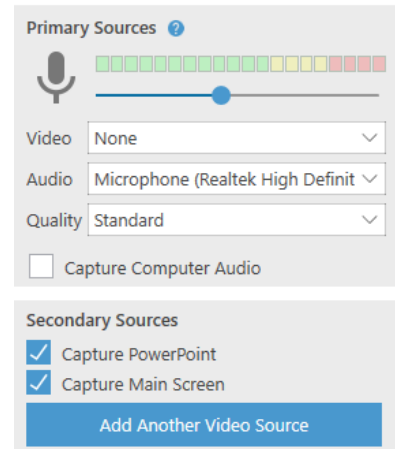 Primary Sources ?
Video None
Audio Microphone (Realtek High Definit
Quality Standard
Capture Computer Audio
Secondary Sources
Capture PowerPoint
Capture Main Screen
Add Another Video Source